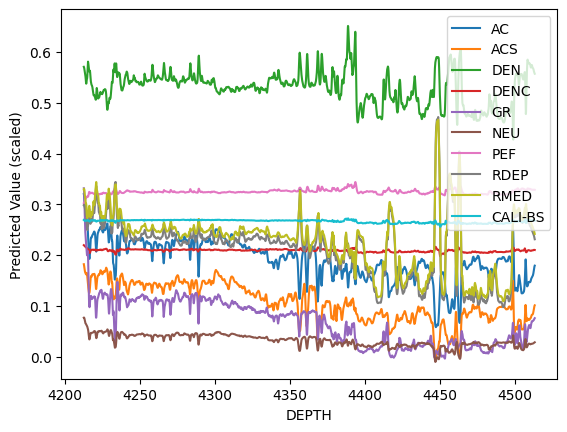 Predicted Value (scaled)
0.6
0.5
0.4
0.3
0.2
0.1
0.0
4200
4250
4300
4350
4400
4450
4500
DEPTH
AC
ACS
DEN
DENC
GR
NEU
PEF
RDEP
RMED
CALI-BS